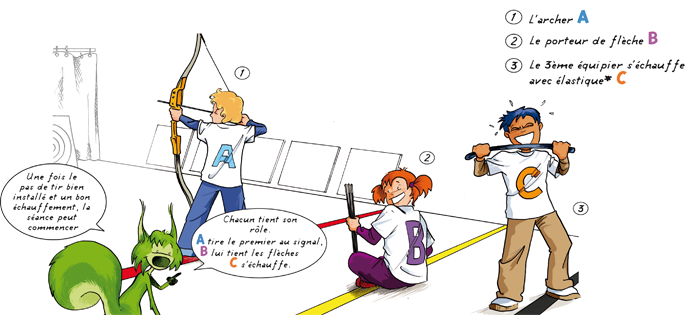 ① L'archer A
② Le porteur de flèche B
③ Le 3ème équipier s'échauffe
avec élastique* C
①
A
Une fois le
pas de tir bien
installé et un bon
échauffement, la
séance peut
commencer
Chacun tient son
rôle.
A tire le premier au signal,
B lui tient les flèches
C s'échauffe.
②
B
C
③